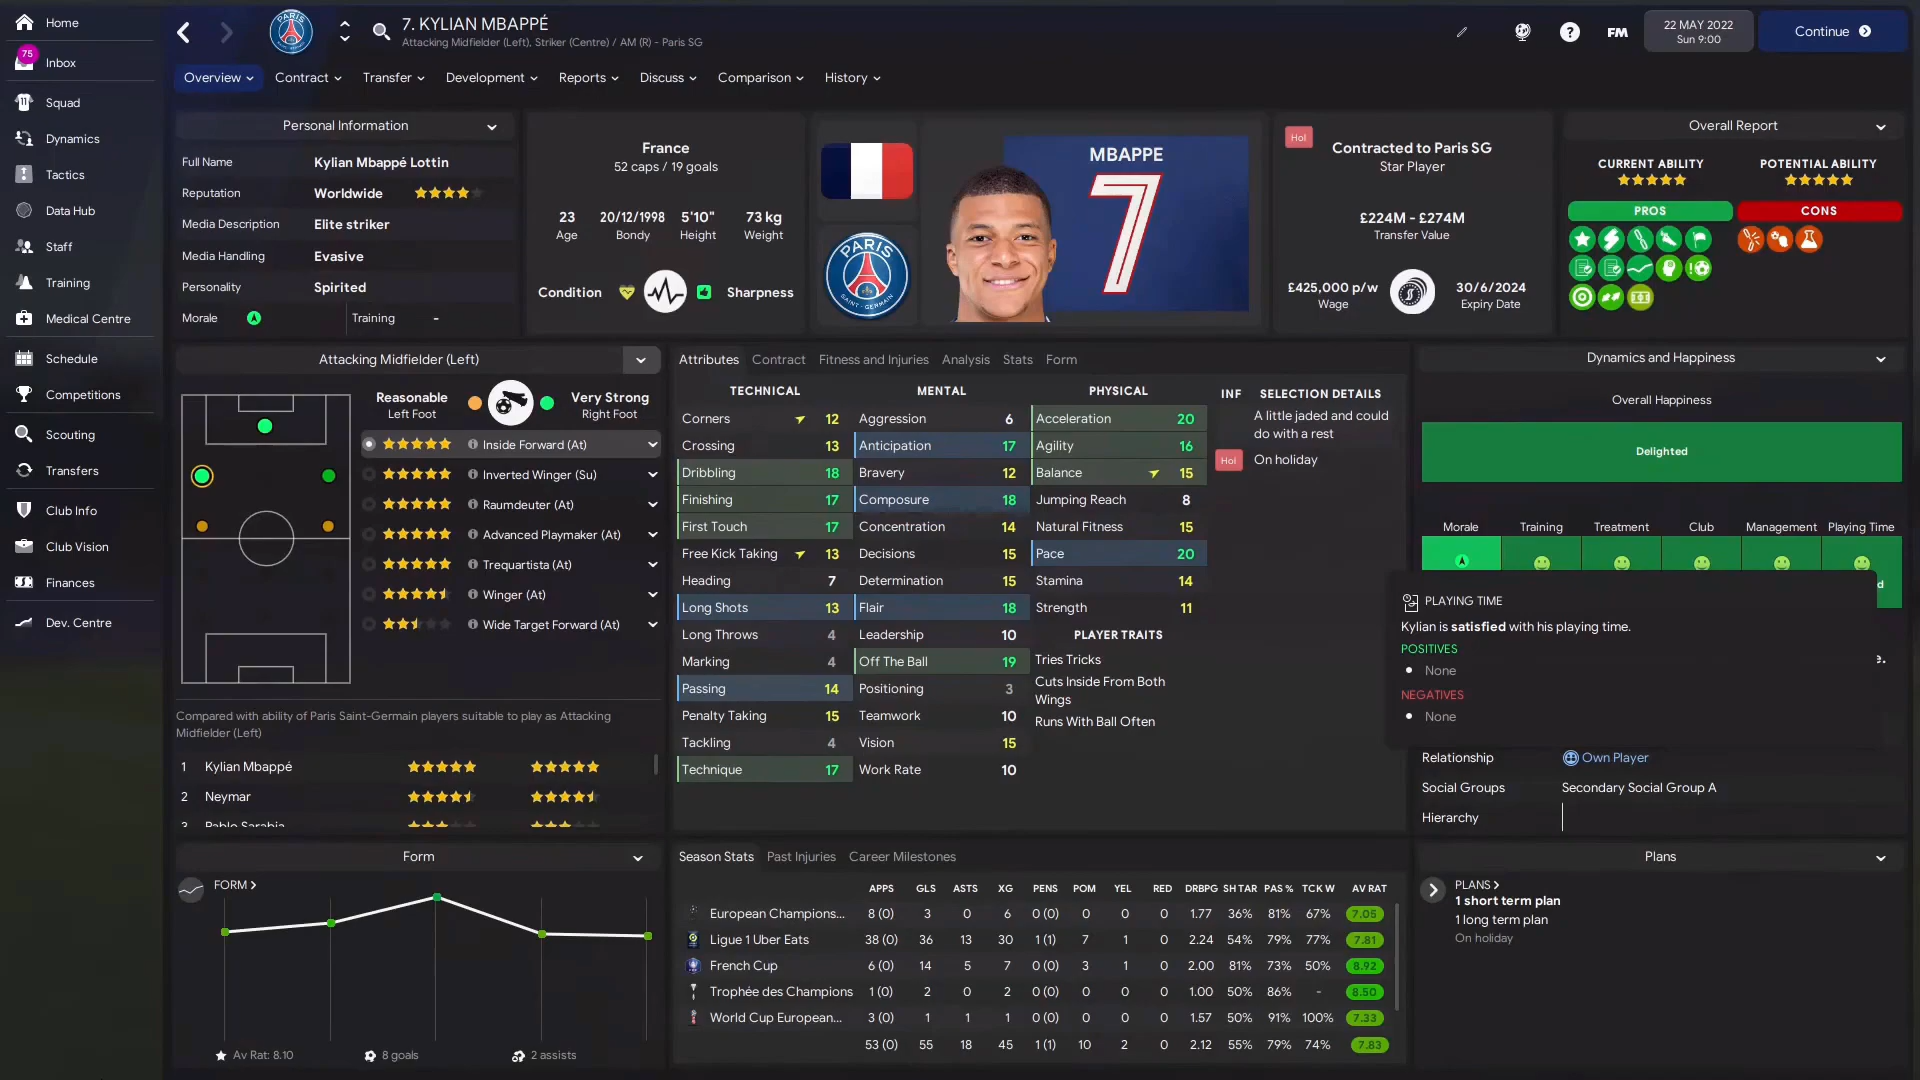 Home
75
Inbox
Squad
Dynamics
Tactics
Data Hub
Staff
Training
Medical Centre
Schedule
Competitions
Scouting
Transfers
Club Info
Club Vision
Finances
Dev. Centre
PARIS
7. KYLIAN MBAPPÉ
Attacking Midfielder (Left), Striker (Centre) / AM (R) - Paris SG
?
FM
22 MAY 2022
Sun 9:00
Continue
Overview
Contract
Transfer
Development
Reports
Discuss
Comparison
History
Personal Information
Full Name Kylian Mbappé Lottin
Reputation Worldwide
Media Description Elite striker
Media Handling Evasive
Personality Spirited
Morale Training -
France
52 caps / 19 goals
23 20/12/1998 5'10" 73 kg
Age Bondy Height Weight
Condition Sharpness
PARIS
SAINT-GERMAIN
MBAPPE
7
Hol
Contracted to Paris SG
Star Player
£224M - £274M
Transfer Value
£425,000 p/w
Wage
30/6/2024
Expiry Date
Overall Report
CURRENT ABILITY POTENTIAL ABILITY
PROS CONS
Attacking Midfielder (Left)
Reasonable
Left Foot
Very Strong
Right Foot
Inside Forward (At)
Inverted Winger (Su)
Raumdeuter (At)
Advanced Playmaker (At)
Trequartista (At)
Winger (At)
Wide Target Forward (At)
Compared with ability of Paris Saint-Germain players suitable to play as Attacking
Midfielder (Left)
1 Kylian Mbappé
2 Neymar
3 Pablo Sarabia
Form
FORM
Av Rat: 8.10 8 goals 2 assists
Attributes Contract Fitness and Injuries Analysis Stats Form
TECHNICAL
Corners 12
Crossing 13
Dribbling 18
Finishing 17
First Touch 17
Free Kick Taking 13
Heading 7
Long Shots 13
Long Throws 4
Marking 4
Passing 14
Penalty Taking 15
Tackling 4
Technique 17
MENTAL
Aggression 6
Anticipation 17
Bravery 12
Composure 18
Concentration 14
Decisions 15
Determination 15
Flair 18
Leadership 10
Off The Ball 19
Positioning 3
Teamwork 10
Vision 15
Work Rate 10
PHYSICAL
Acceleration 20
Agility 16
Balance 15
Jumping Reach 8
Natural Fitness 15
Pace 20
Stamina 14
Strength 11
PLAYER TRAITS
Tries Tricks
Cuts Inside From Both
Wings
Runs With Ball Often
INF SELECTION DETAILS
A little jaded and could
do with a rest
Hol On holiday
Dynamics and Happiness
Overall Happiness
Delighted
Morale Training Treatment Club Management Playing Time
d
PLAYING TIME
Kylian is satisfied with his playing time.
POSITIVES
None
NEGATIVES
None
e.
Relationship Own Player
Social Groups Secondary Social Group A
Hierarchy
Season Stats Past Injuries Career Milestones
APPS GLS ASTS XG PENS POM YEL RED DRBPG SH TAR PAS % TCK W AV RAT
European Champions... 8 (0) 3 0 6 0 (0) 0 0 0 1.77 36% 81% 67% 7.05
Ligue 1 Uber Eats 38 (0) 36 13 30 1 (1) 7 1 0 2.24 54% 79% 77% 7.81
French Cup 6 (0) 14 5 7 0 (0) 3 1 0 2.00 81% 73% 50% 8.92
Trophée des Champions 1 (0) 2 0 2 0 (0) 0 0 0 1.00 50% 86% - 8.50
World Cup European... 3 (0) 1 1 1 0 (0) 0 0 0 1.57 50% 91% 100% 7.33
53 (0) 55 18 45 1 (1) 10 2 0 2.12 55% 79% 74% 7.83
Plans
PLANS
1 short term plan
1 long term plan
On holiday